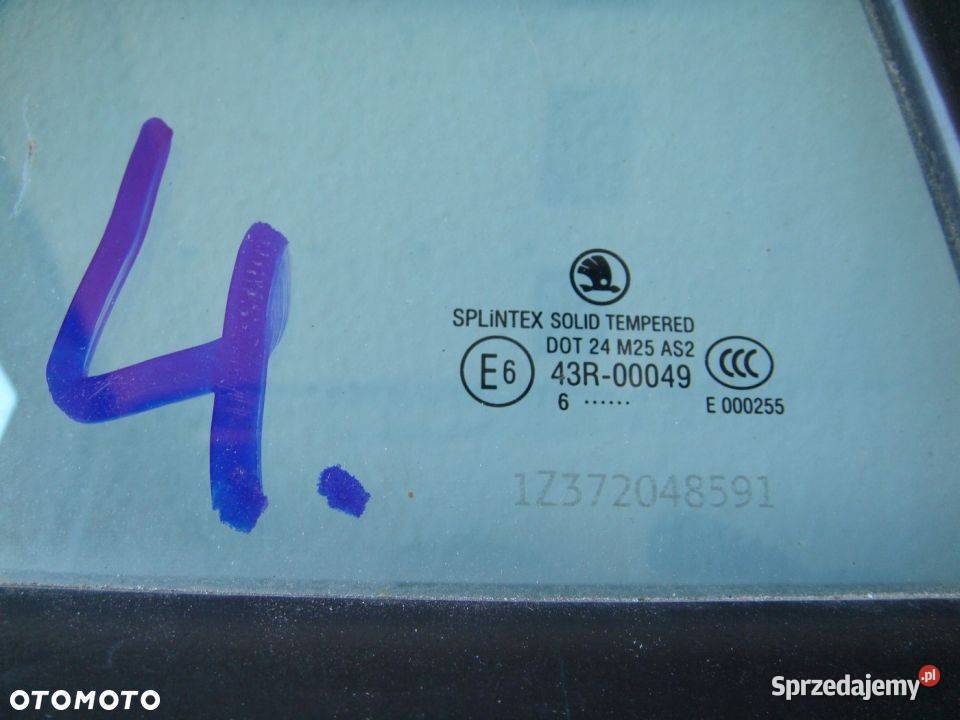 4.
SPLiNTEX SOLID TEMPERED
DOT 24 M25 AS2
E6 43R-00049 CCC
6 ······ E 000255
1Z372048591
OTOMOTO Sprzedajemy.pl